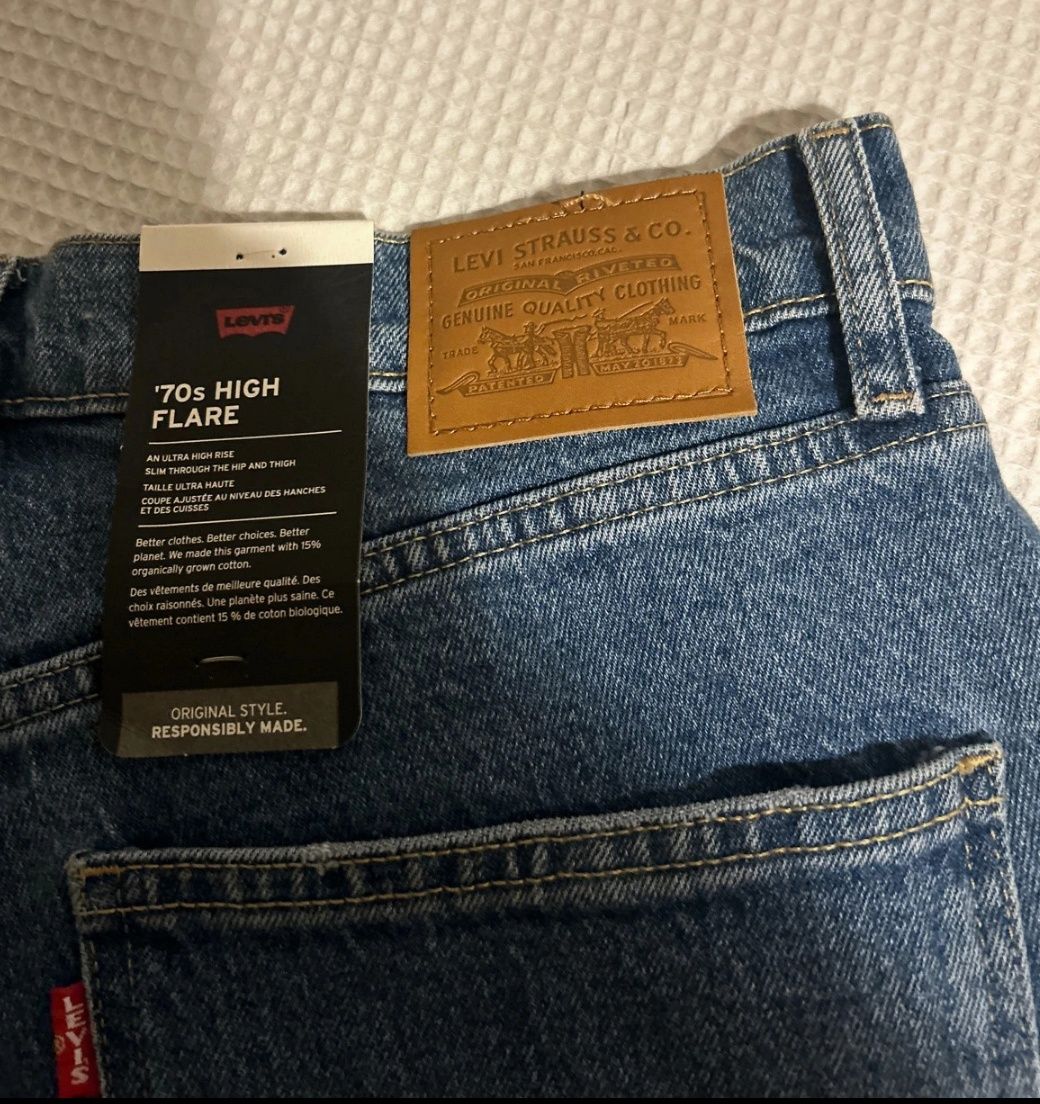 LEVI'S
'70s HIGH
FLARE
AN ULTRA HIGH RISE
SLIM THROUGH THE HIP AND THIGH
TAILLE ULTRA HAUTE
COUPE AJUSTÉE AU NIVEAU DES HANCHES
ET DES CUISSES
Better clothes. Better choices. Better
planet. We made this garment with 15%
organically grown cotton.
Des vêtements de meilleure qualité. Des
choix raisonnés. Une planète plus saine. Ce
vêtement contient 15 % de coton biologique.
ORIGINAL STYLE.
RESPONSIBLY MADE.
LEVI STRAUSS & CO.
SAN FRANCISCO, CAL.
ORIGINAL RIVETED
GENUINE QUALITY CLOTHING
TRADE MARK
PATENTED MAY 20 1873
LEVI'S ®